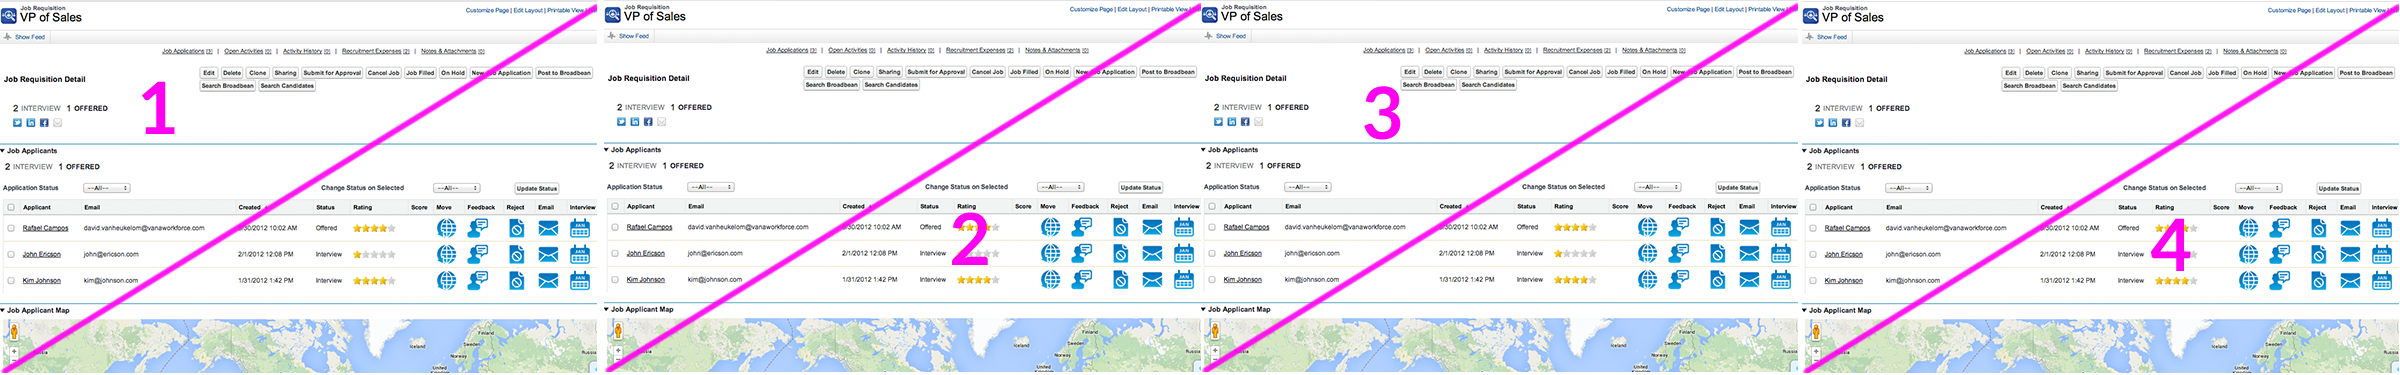 Job Requisition
VP of Sales
Customize Page | Edit Layout | Printable View
Show Feed
Job Applications [3] | Open Activities [0] | Activity History [0] | Recruitment Expenses [2] | Notes & Attachments [0]
Job Requisition Detail
Edit Delete Clone Sharing Submit for Approval Cancel Job Job Filled On Hold New Job Application Post to Broadbean
Search Broadbean Search Candidates
1
2 INTERVIEW 1 OFFERED
Job Applicants
2 INTERVIEW 1 OFFERED
Application Status --All-- Change Status on Selected --All-- Update Status
Applicant Email Created Status Rating Score Move Feedback Reject Email Interview
Rafael Campos david.vanheukelom@vanaworkforce.com /30/2012 10:02 AM Offered JAN
John Ericson john@ericson.com 2/1/2012 12:08 PM Interview JAN
Kim Johnson kim@johnson.com 1/31/2012 1:42 PM Interview JAN
Job Applicant Map
Iceland Norway Finland Russia United Kingdom
Job Requisition
VP of Sales
Customize Page | Edit Layout | Printable View
Show Feed
Job Applications [3] | Open Activities [0] | Activity History [0] | Recruitment Expenses [2] | Notes & Attachments [0]
Job Requisition Detail
Edit Delete Clone Sharing Submit for Approval Cancel Job Job Filled On Hold New Job Application Post to Broadbean
Search Broadbean Search Candidates
2 INTERVIEW 1 OFFERED
Job Applicants
2 INTERVIEW 1 OFFERED
Application Status --All-- Change Status on Selected --All-- Update Status
Applicant Email Created Status Rating Score Move Feedback Reject Email Interview
2
Rafael Campos david.vanheukelom@vanaworkforce.com /30/2012 10:02 AM Offered JAN
John Ericson john@ericson.com 2/1/2012 12:08 PM Interview JAN
Kim Johnson kim@johnson.com 1/31/2012 1:42 PM Interview JAN
Job Applicant Map
Iceland Norway Finland Russia United Kingdom
Job Requisition
VP of Sales
Customize Page | Edit Layout | Printable View
Show Feed
Job Applications [3] | Open Activities [0] | Activity History [0] | Recruitment Expenses [2] | Notes & Attachments [0]
Job Requisition Detail
Edit Delete Clone Sharing Submit for Approval Cancel Job Job Filled On Hold New Job Application Post to Broadbean
Search Broadbean Search Candidates
3
2 INTERVIEW 1 OFFERED
Job Applicants
2 INTERVIEW 1 OFFERED
Application Status --All-- Change Status on Selected --All-- Update Status
Applicant Email Created Status Rating Score Move Feedback Reject Email Interview
Rafael Campos david.vanheukelom@vanaworkforce.com /30/2012 10:02 AM Offered JAN
John Ericson john@ericson.com 2/1/2012 12:08 PM Interview JAN
Kim Johnson kim@johnson.com 1/31/2012 1:42 PM Interview JAN
Job Applicant Map
Iceland Norway Finland Russia United Kingdom
Job Requisition
VP of Sales
Customize Page | Edit Layout | Printable View
Show Feed
Job Applications [3] | Open Activities [0] | Activity History [0] | Recruitment Expenses [2] | Notes & Attachments [0]
Job Requisition Detail
Edit Delete Clone Sharing Submit for Approval Cancel Job Job Filled On Hold New Job Application Post to Broadbean
Search Broadbean Search Candidates
2 INTERVIEW 1 OFFERED
Job Applicants
2 INTERVIEW 1 OFFERED
Application Status --All-- Change Status on Selected --All-- Update Status
Applicant Email Created Status Rating Score Move Feedback Reject Email Interview
4
Rafael Campos david.vanheukelom@vanaworkforce.com /30/2012 10:02 AM Offered JAN
John Ericson john@ericson.com 2/1/2012 12:08 PM Interview JAN
Kim Johnson kim@johnson.com 1/31/2012 1:42 PM Interview JAN
Job Applicant Map
Iceland Norway Finland Russia United Kingdom